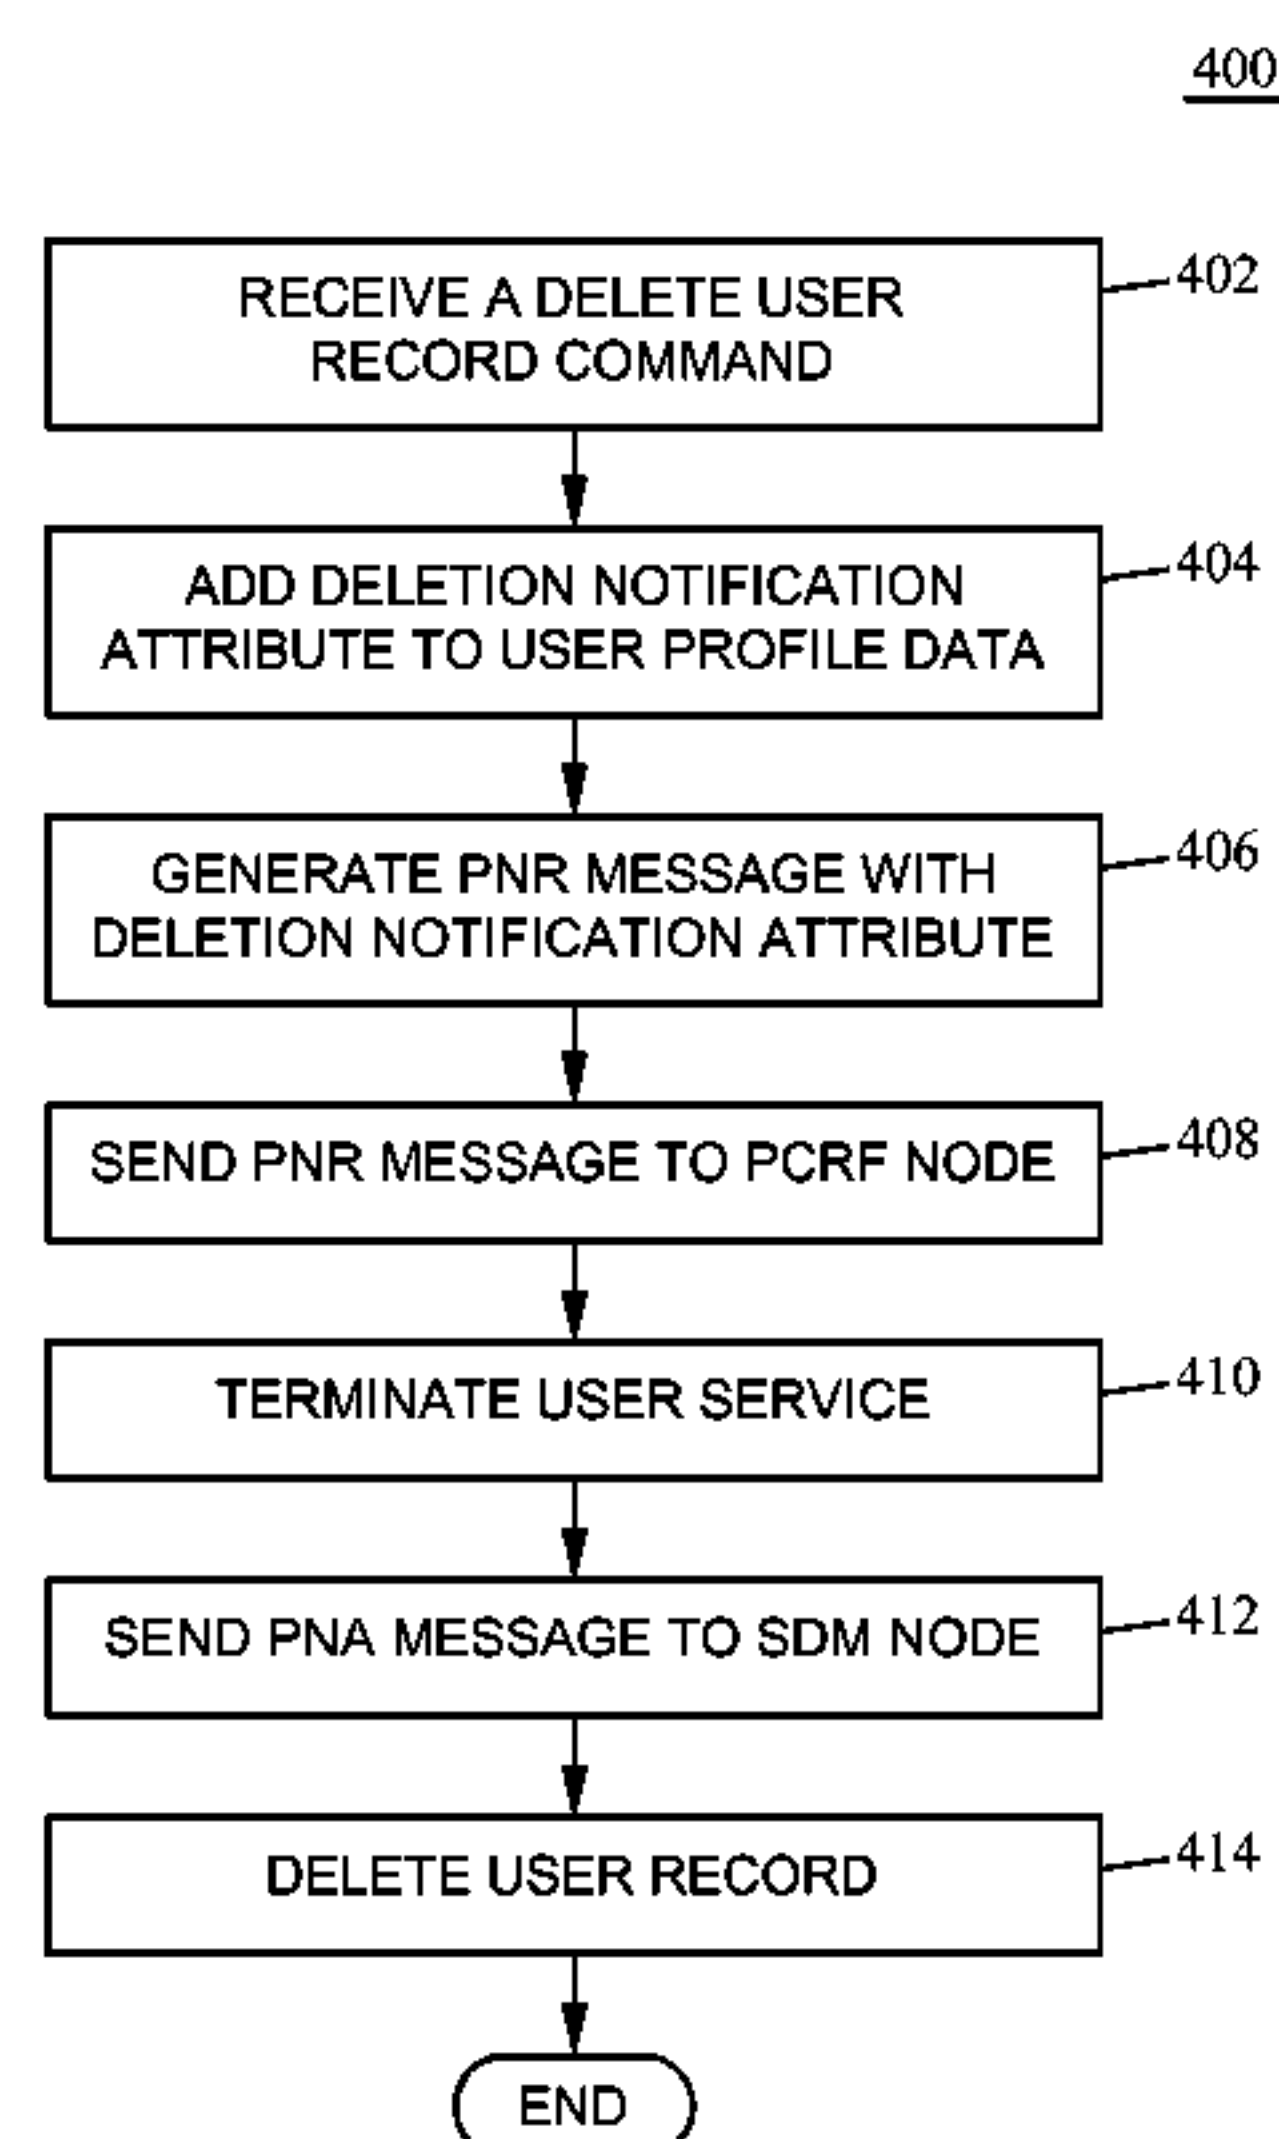 400
RECEIVE A DELETE USER
RECORD COMMAND
402
ADD DELETION NOTIFICATION
ATTRIBUTE TO USER PROFILE DATA
404
GENERATE PNR MESSAGE WITH
DELETION NOTIFICATION ATTRIBUTE
406
SEND PNR MESSAGE TO PCRF NODE
408
TERMINATE USER SERVICE
410
SEND PNA MESSAGE TO SDM NODE
412
DELETE USER RECORD
414
END